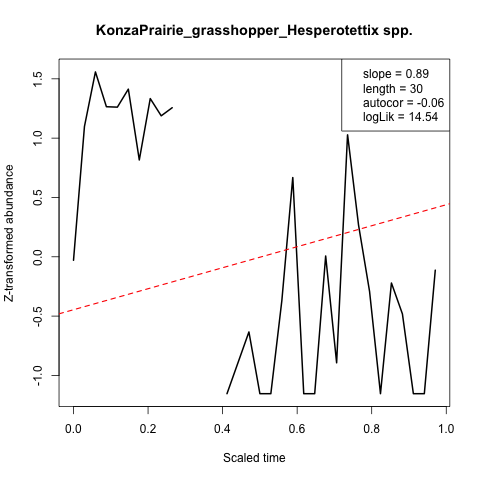 KonzaPrairie_grasshopper_Hesperotettix spp.
slope = 0.89
length = 30
autocor = -0.06
logLik = 14.54
Z-transformed abundance
1.5
1.0
0.5
0.0
-0.5
-1.0
0.0 0.2 0.4 0.6 0.8 1.0
Scaled time